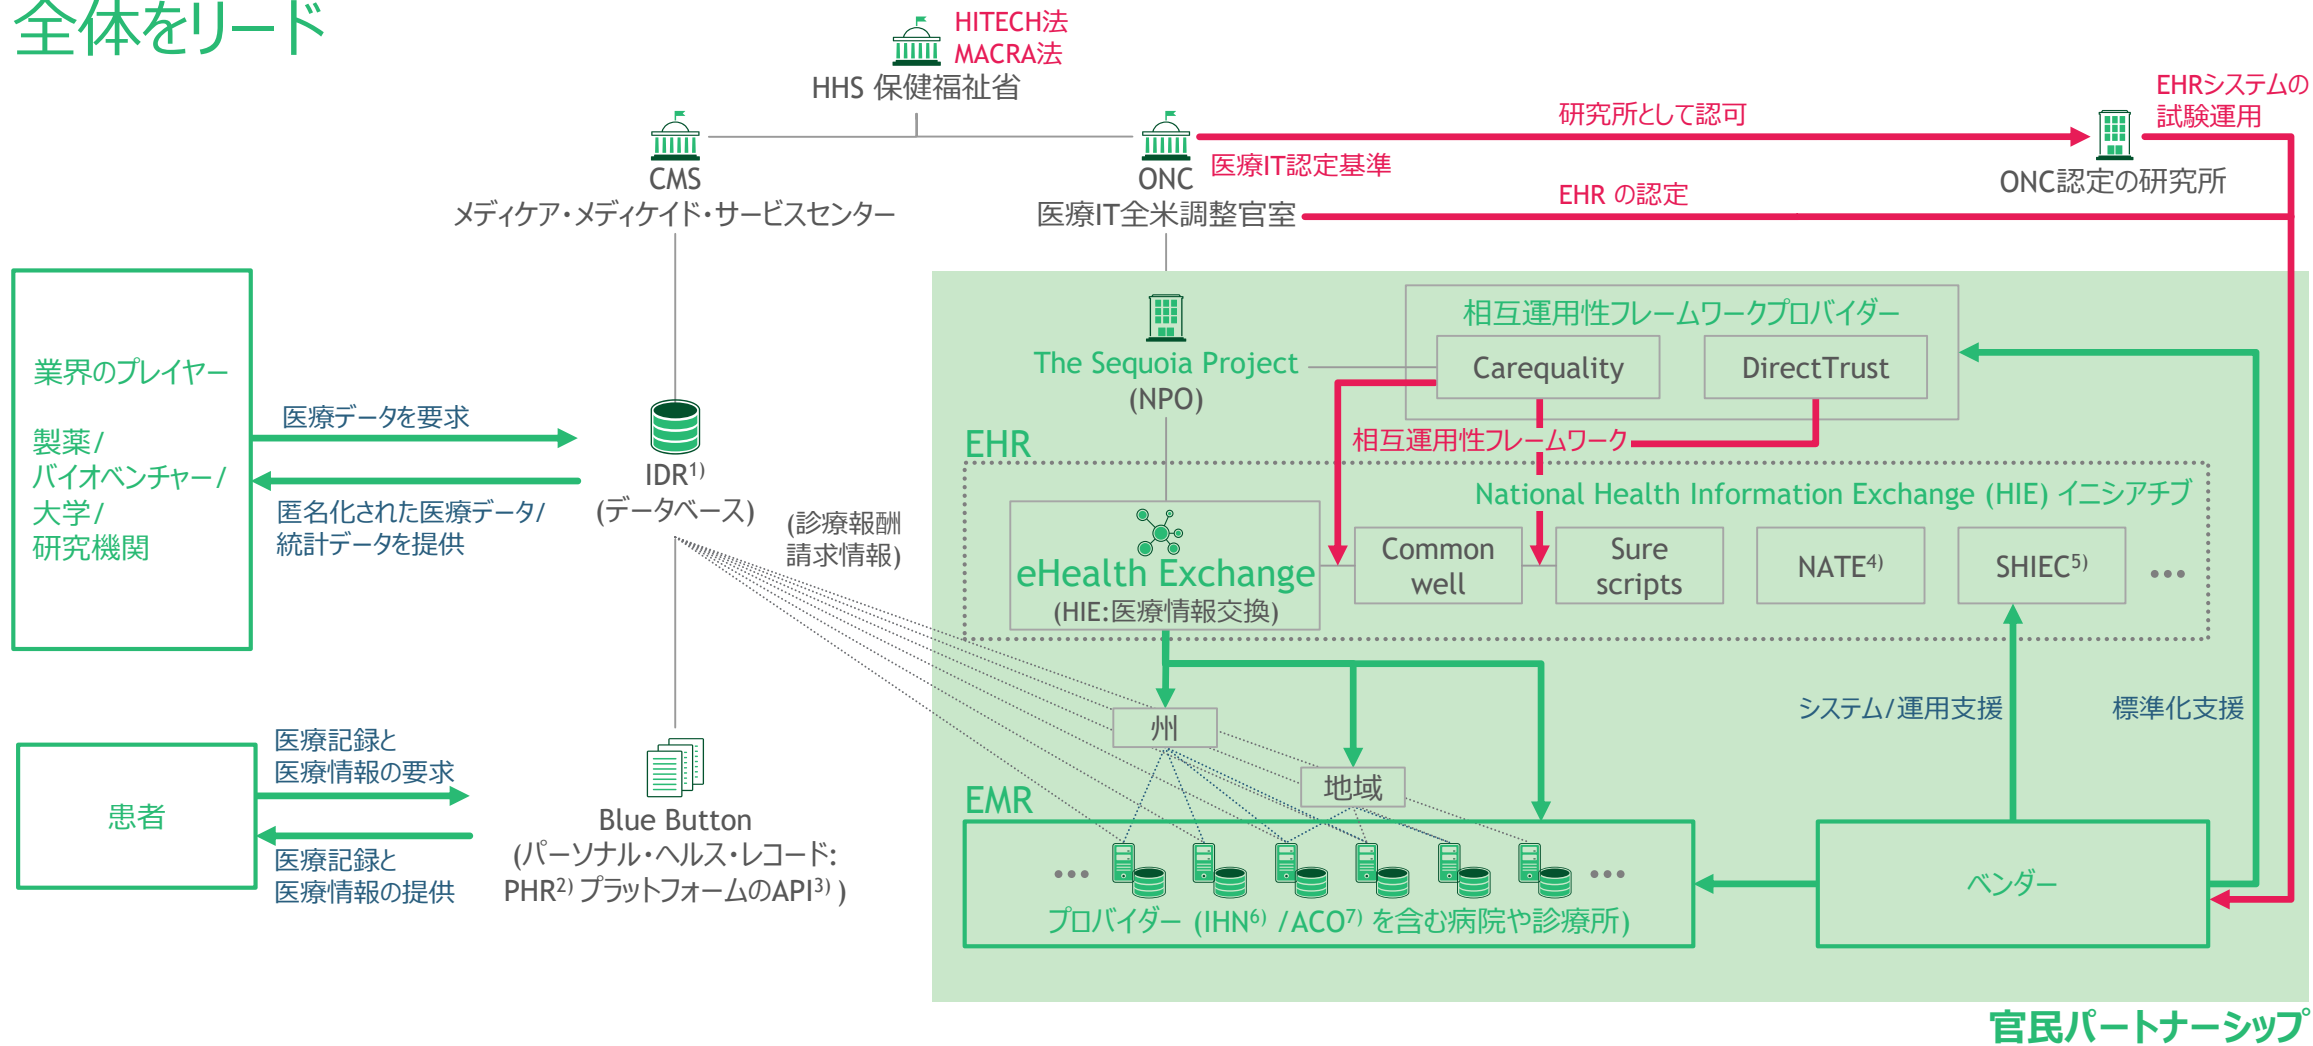 全体をリード
HITECH法
MACRA法
HHS 保健福祉省
CMS
メディケア・メディケイド・サービスセンター
ONC
医療IT全米調整官室
研究所として認可
医療IT認定基準
EHR の認定
EHRシステムの
試験運用
ONC認定の研究所
業界のプレイヤー
製薬/
バイオベンチャー/
大学/
研究機関
医療データを要求
匿名化された医療データ/
統計データを提供
IDR1)
(データベース)
(診療報酬
請求情報)
The Sequoia Project
(NPO)
相互運用性フレームワークプロバイダー
Carequality
DirectTrust
相互運用性フレームワーク
EHR
National Health Information Exchange (HIE) イニシアチブ
eHealth Exchange
(HIE:医療情報交換)
Common
well
Sure
scripts
NATE4)
SHIEC5)
...
州
地域
システム/運用支援
標準化支援
患者
医療記録と
医療情報の要求
医療記録と
医療情報の提供
Blue Button
(パーソナル・ヘルス・レコード:
PHR2) プラットフォームのAPI3) )
EMR
...
...
プロバイダー (IHN6) /ACO7) を含む病院や診療所)
ベンダー
官民パートナーシップ